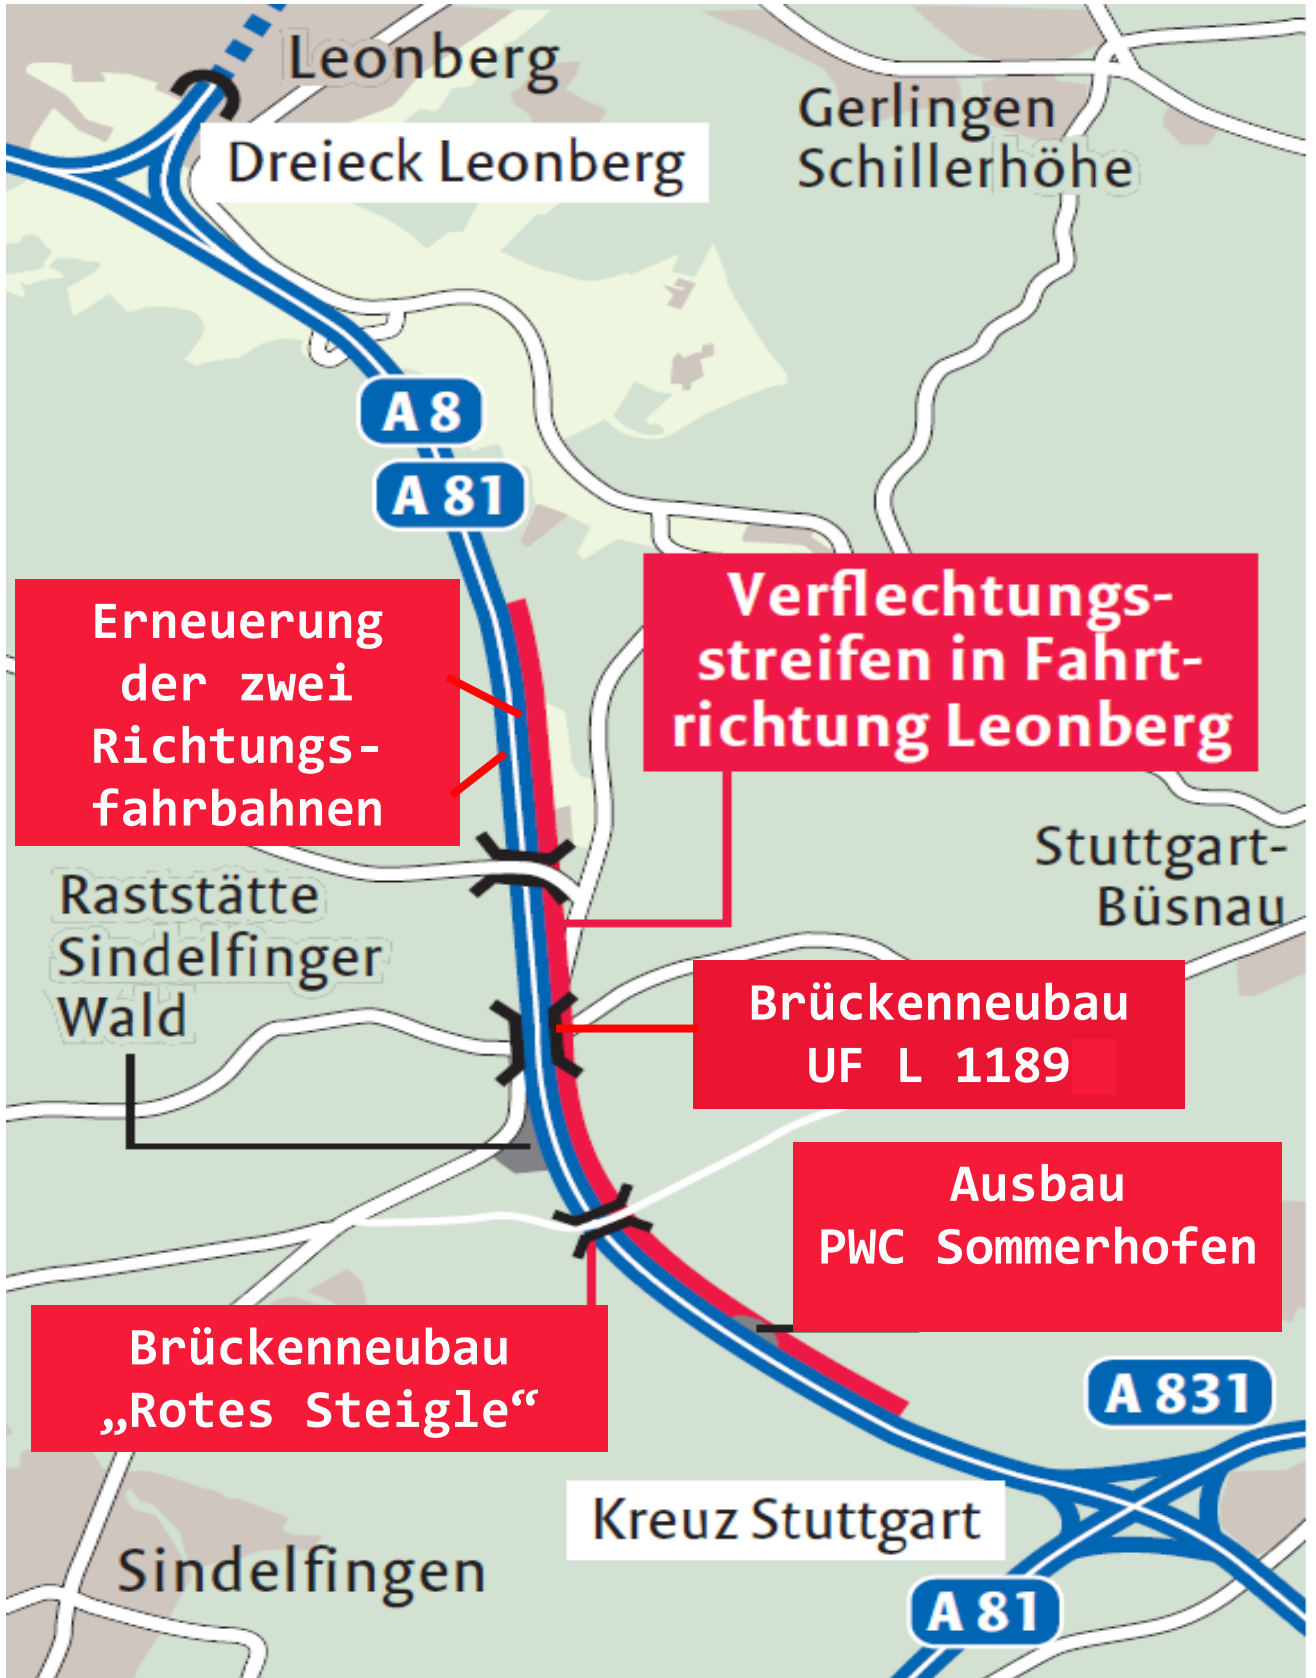 Leonberg
Dreieck Leonberg
Gerlingen
Schillerhöhe
A 8
A 81
Erneuerung
der zwei
Richtungs-
fahrbahnen
Verflechtungs-
streifen in Fahrt-
richtung Leonberg
Stuttgart-
Büsnau
Raststätte
Sindelfinger
Wald
Brückenneubau
UF L 1189
Ausbau
PWC Sommerhofen
Brückenneubau
„Rotes Steigle“
A 831
Kreuz Stuttgart
Sindelfingen
A 81